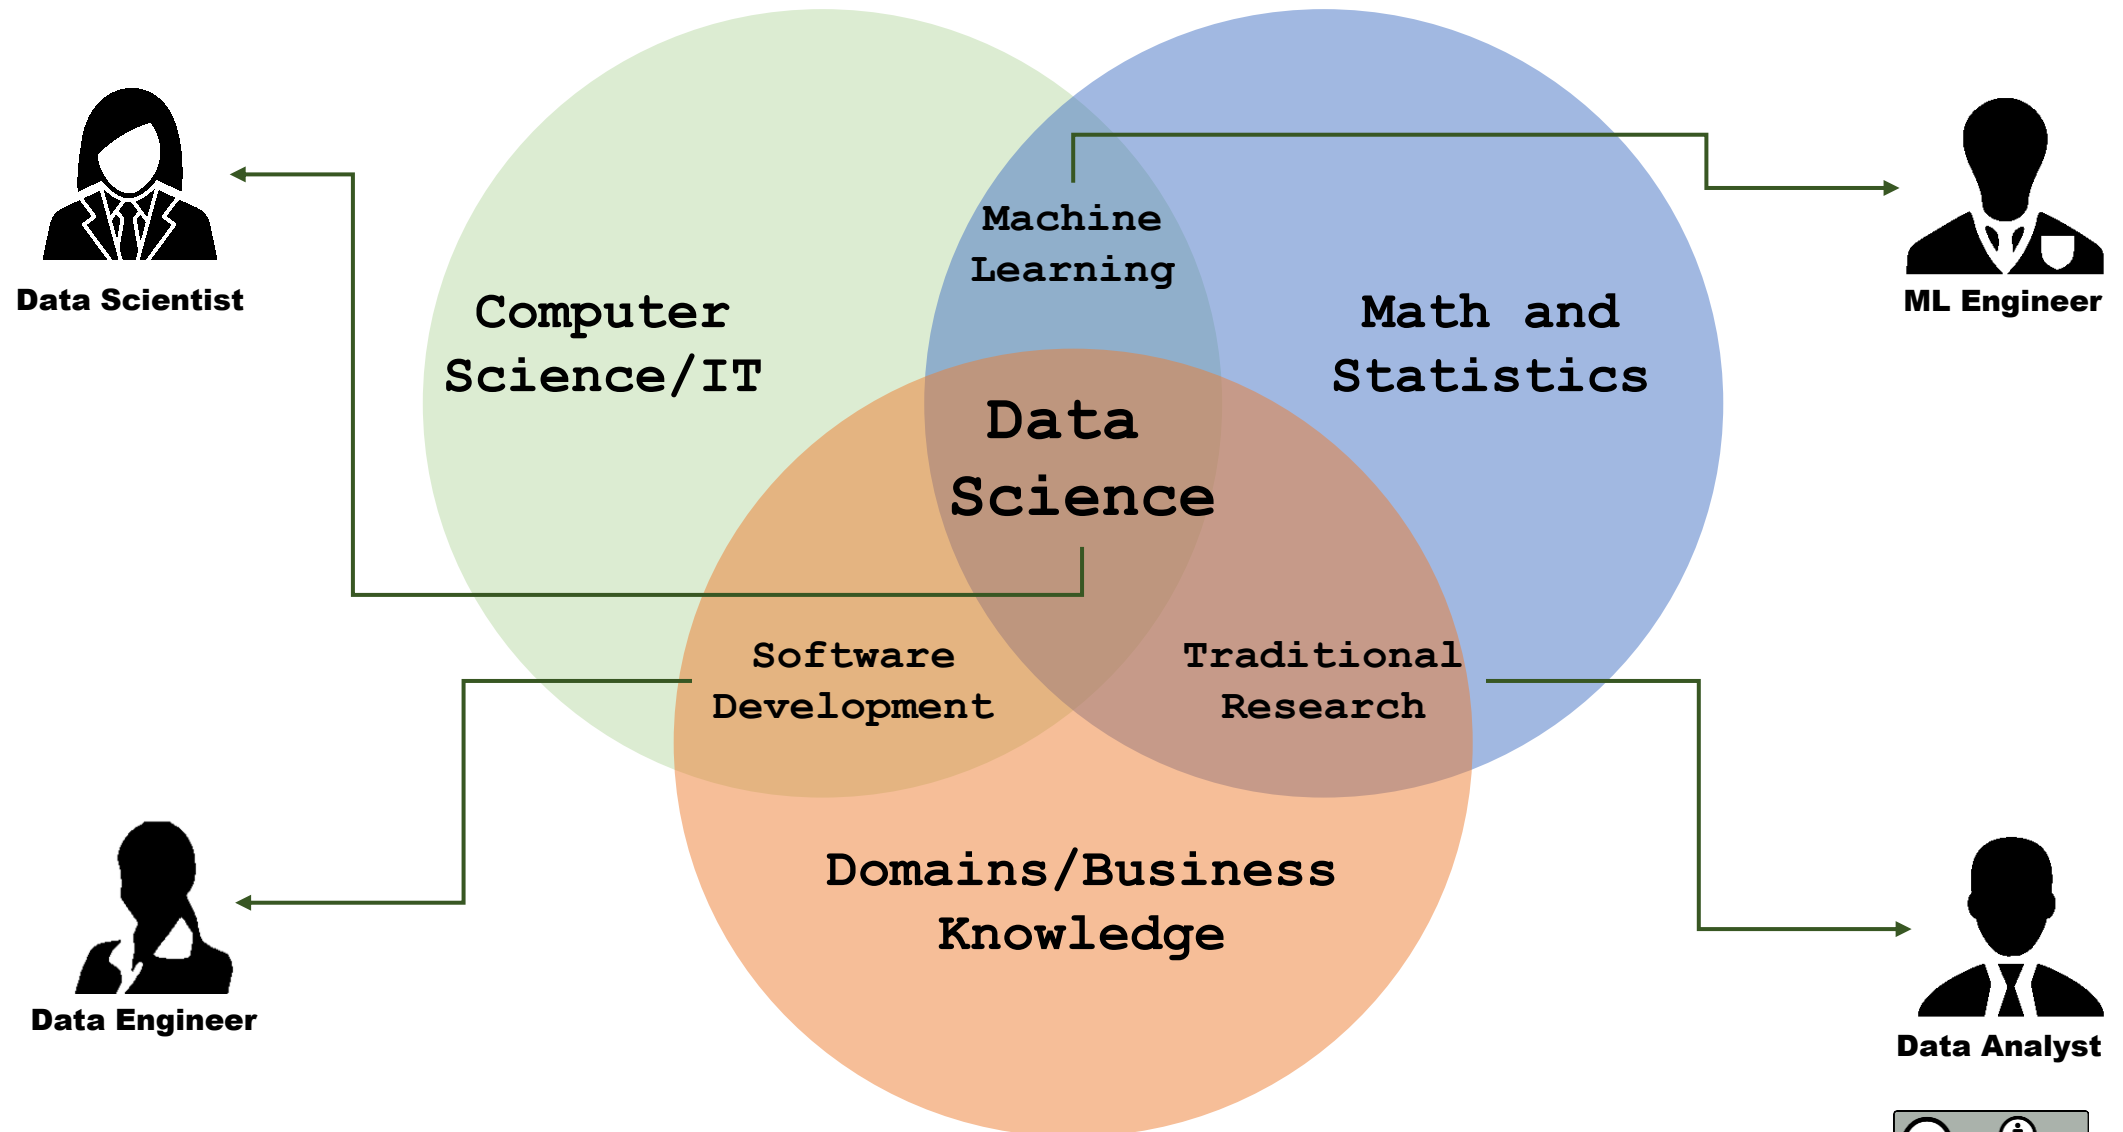 Machine
Learning
Data Scientist
ML Engineer
Computer
Science/IT
Math and
Statistics
Data
Science
Software
Development
Traditional
Research
Domains/Business
Knowledge
Data Engineer
Data Analyst